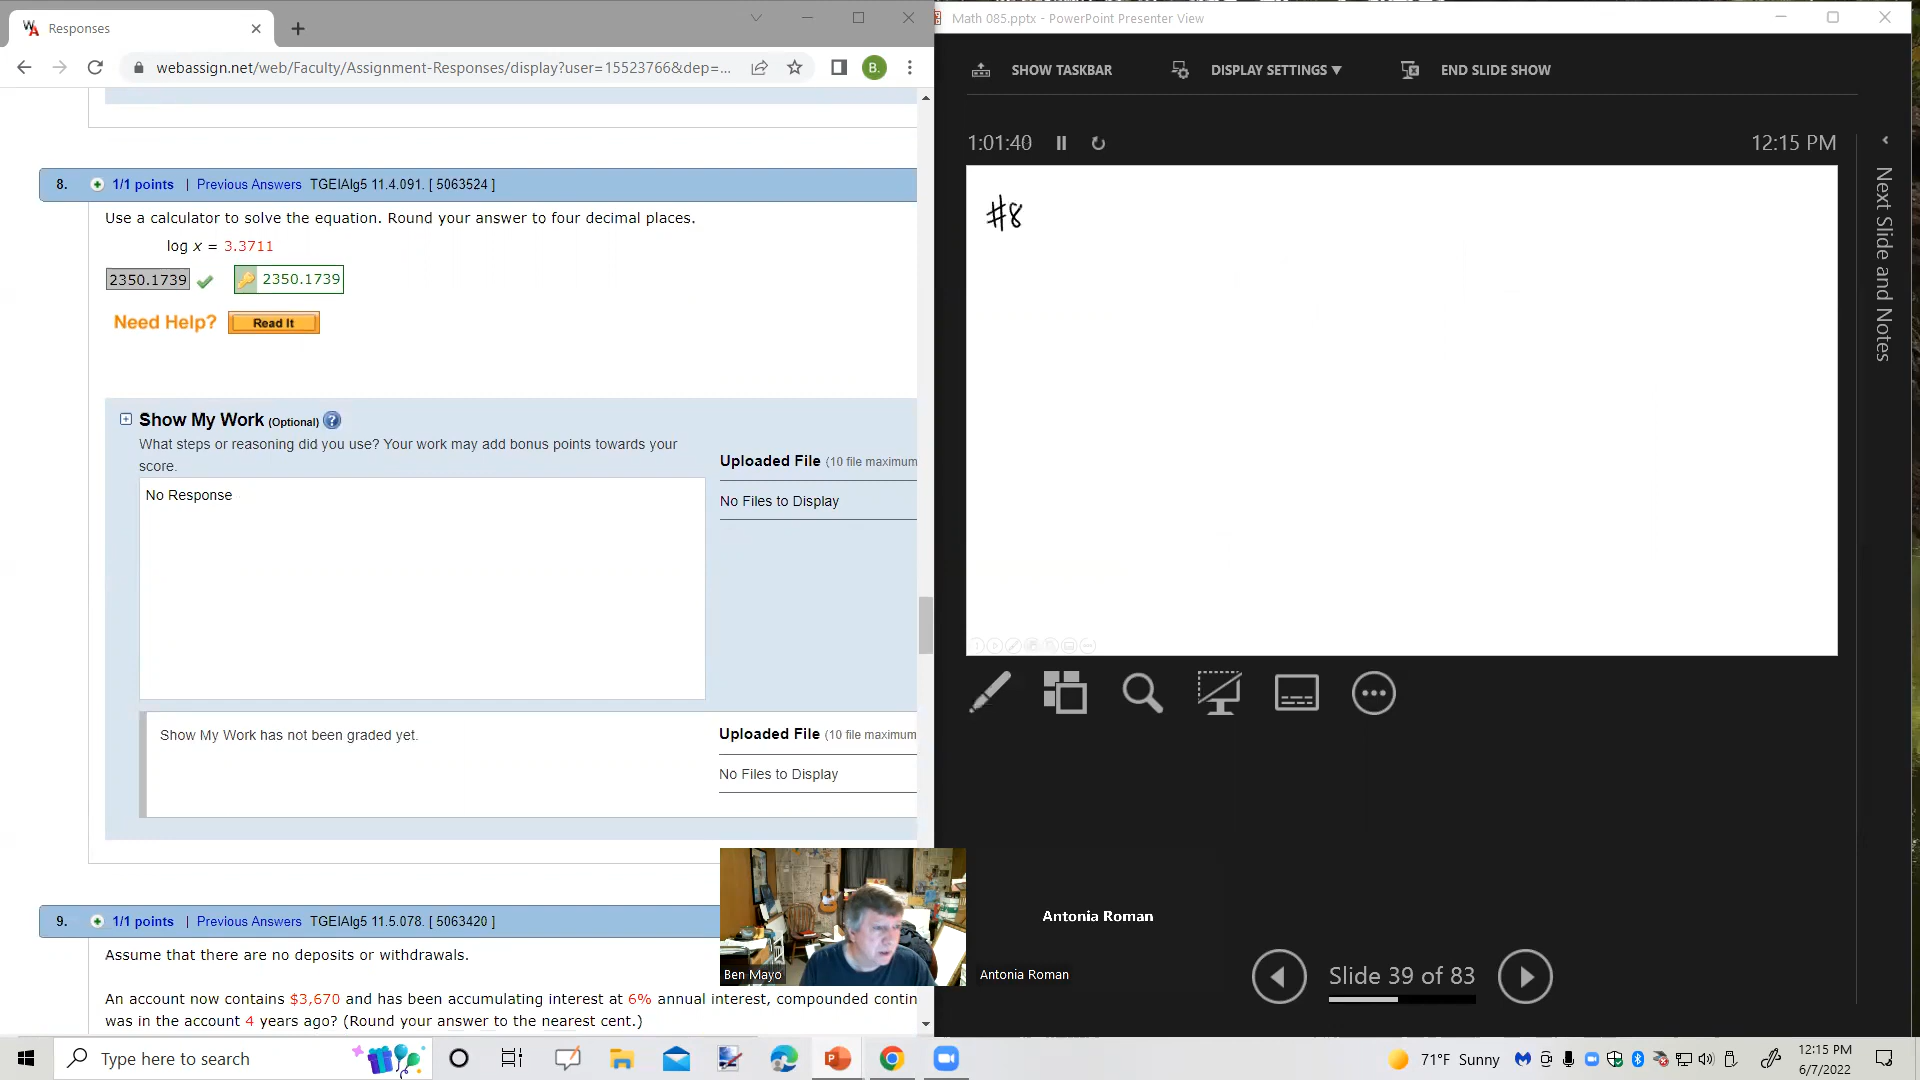 Responses
webassign.net/web/Faculty/Assignment-Responses/display?user=15523766&dep=...
B.
8. 1/1 points | Previous Answers TGEIAlg5 11.4.091. [ 5063524 ]
Use a calculator to solve the equation. Round your answer to four decimal places.
log x = 3.3711
2350.1739 2350.1739
Need Help? Read It
Show My Work (Optional) ?
What steps or reasoning did you use? Your work may add bonus points towards your
score.
Uploaded File (10 file maximum
No Response
No Files to Display
Show My Work has not been graded yet.
Uploaded File (10 file maximum
No Files to Display
9. 1/1 points | Previous Answers TGEIAlg5 11.5.078. [ 5063420 ]
Assume that there are no deposits or withdrawals.
An account now contains $3,670 and has been accumulating interest at 6% annual interest, compounded contin
was in the account 4 years ago? (Round your answer to the nearest cent.)
Math 085.pptx - PowerPoint Presenter View
SHOW TASKBAR DISPLAY SETTINGS ▼ END SLIDE SHOW
1:01:40 12:15 PM
#8
Next Slide and Notes
Ben Mayo
Antonia Roman
Antonia Roman
Slide 39 of 83
Type here to search
71°F Sunny
12:15 PM
6/7/2022